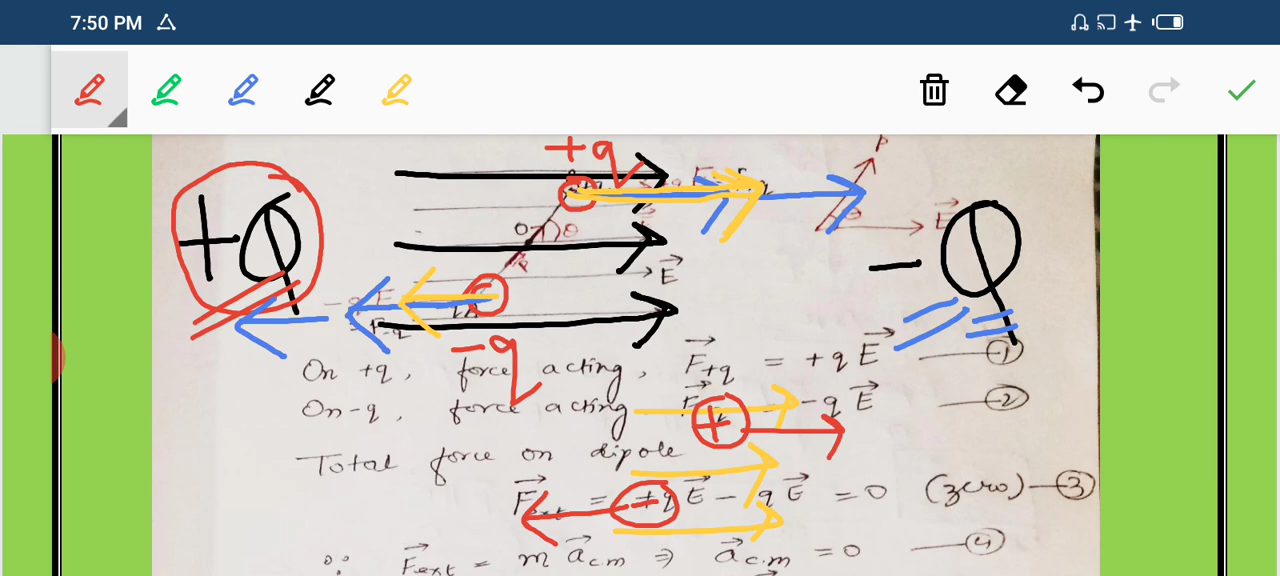 7:50 PM
+q
P
+Q
O θ
E
-Q
E
-q
On +q, force acting, F+q = +qE —①
On -q, force acting -qE —②
Total force on dipole
Fext = +qE - qE = 0 (zero) —③
∴ Fext = m acm ⇒ ac.m = 0 —④